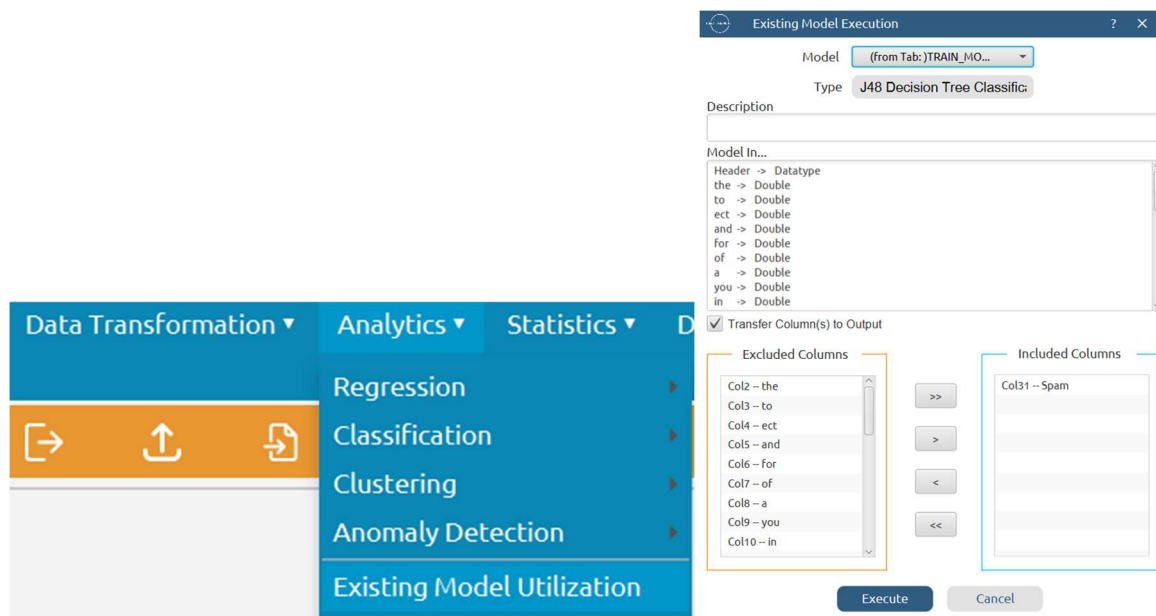 Data Transformation ▼ Analytics ▼ Statistics ▼ D
Regression
Classification
Clustering
Anomaly Detection
Existing Model Utilization
Existing Model Execution ? ✕
Model (from Tab: )TRAIN_MO...
Type J48 Decision Tree Classific
Description
Model In...
Header -> Datatype
the -> Double
to -> Double
ect -> Double
and -> Double
for -> Double
of -> Double
a -> Double
you -> Double
in -> Double
Transfer Column(s) to Output
Excluded Columns
Col2 -- the
Col3 -- to
Col4 -- ect
Col5 -- and
Col6 -- for
Col7 -- of
Col8 -- a
Col9 -- you
Col10 -- in
>>
>
<
<<
Included Columns
Col31 -- Spam
Execute Cancel